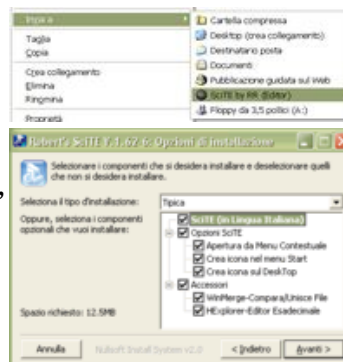 Invia a
Taglia
Copia
Crea collegamento
Elimina
Rinomina
Proprietà
Cartella compressa
Desktop (crea collegamento)
Destinatario posta
Documenti
Pubblicazione guidata sul Web
SciTE by RR (Editor)
Floppy da 3,5 pollici (A:)
Robert's SciTE V.1.62-6: Opzioni di installazione
Selezionare i componenti che si desidera installare e deselezionare quelli
che non si desidera installare.
Seleziona il tipo d'installazione:
Tipica
Oppure, seleziona i componenti
opzionali che vuoi installare:
SciTE (in Lingua Italiana)
Opzioni SciTE
Apertura da Menu Contestuale
Crea icona nel menu Start
Crea icona sul DeskTop
Accessori
WinMerge-Compara/Unisce File
HExplorer-Editor Esadecimale
Spazio richiesto: 12.5MB
Annulla
Nullsoft Install System v2.0
< Indietro
Avanti >
,